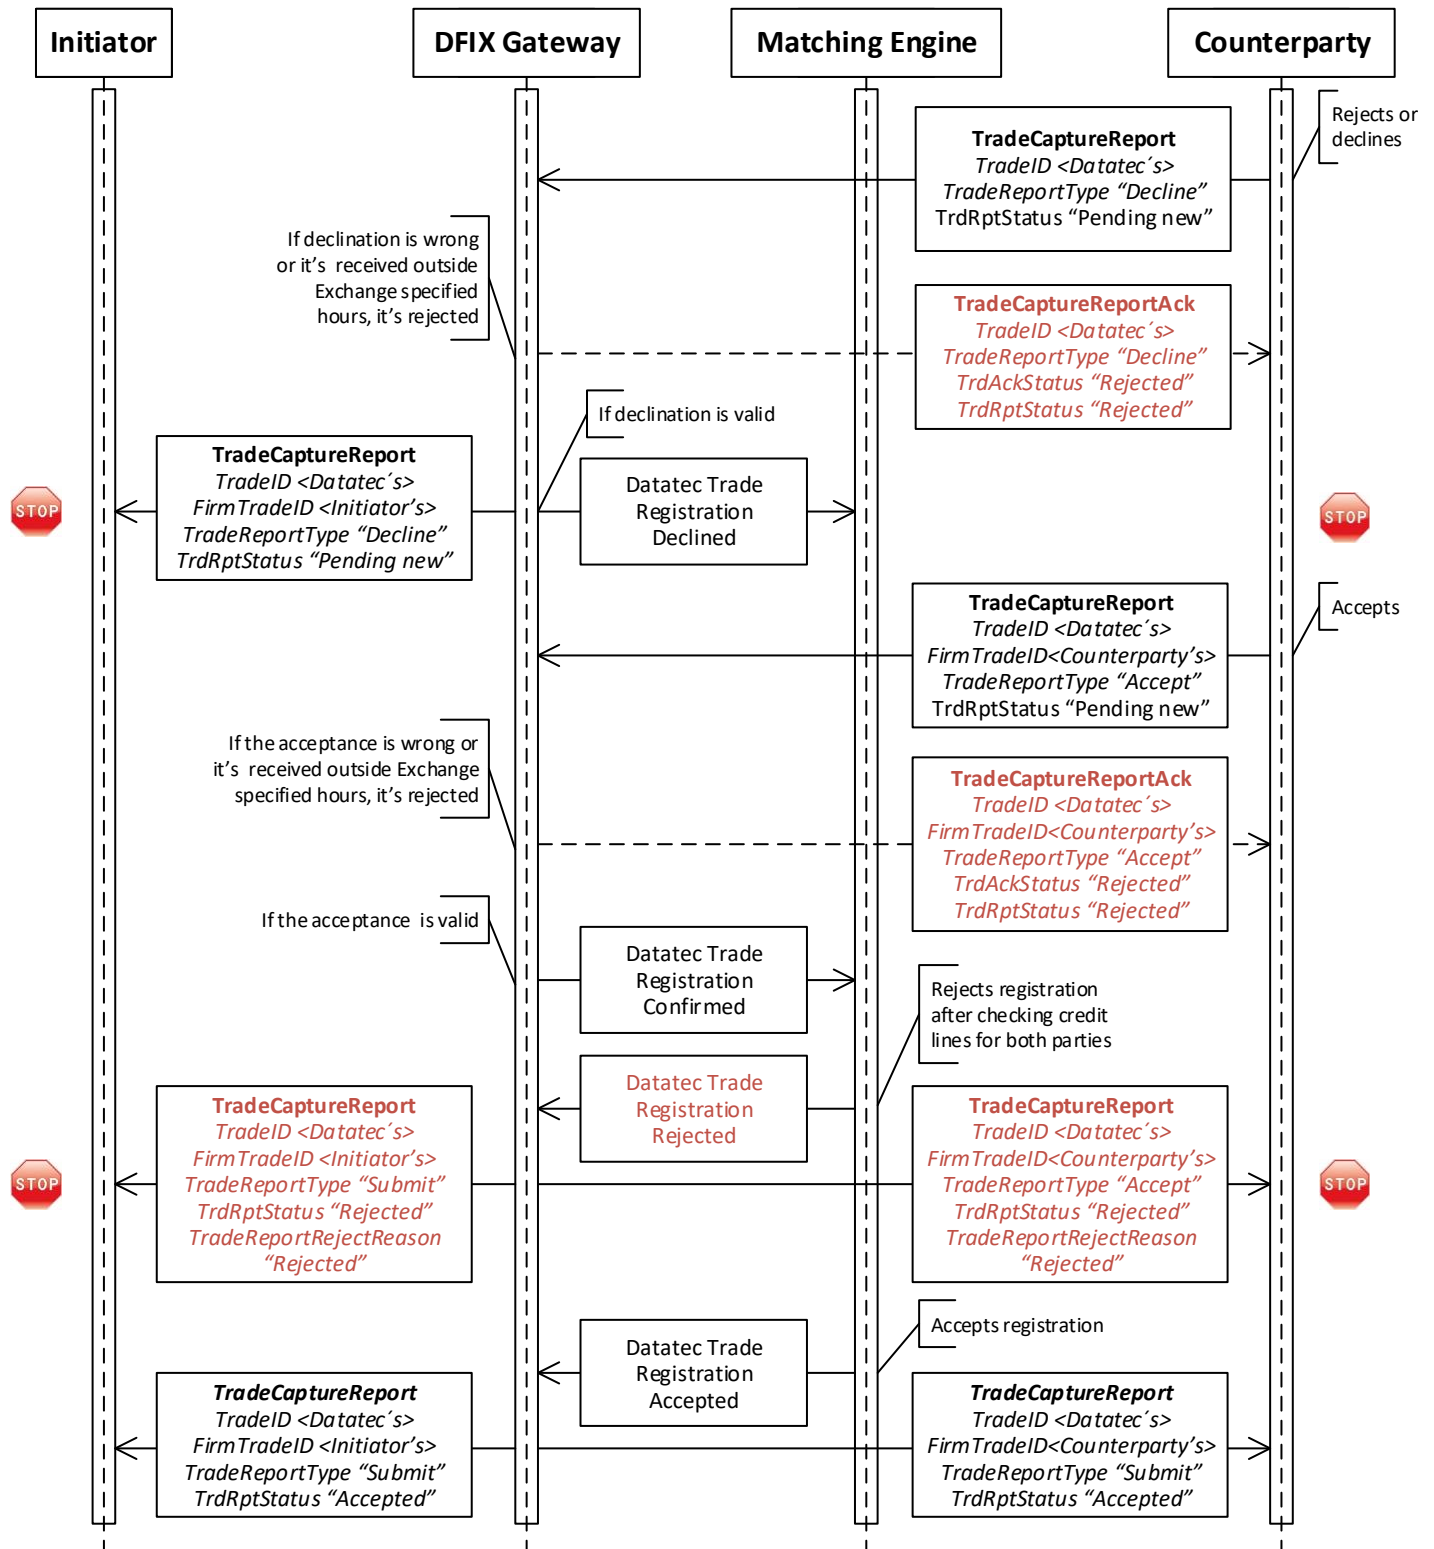 Initiator
DFIX Gateway
Matching Engine
Counterparty
Rejects or
declines
TradeCaptureReport
TradeID <Datatec´s>
TradeReportType “Decline”
TrdRptStatus “Pending new”
If declination is wrong
or it’s received outside
Exchange specified
hours, it’s rejected
TradeCaptureReportAck
TradeID <Datatec´s>
TradeReportType “Decline”
TrdAckStatus “Rejected”
TrdRptStatus “Rejected”
If declination is valid
TradeCaptureReport
TradeID <Datatec´s>
FirmTradeID <Initiator’s>
TradeReportType “Decline”
TrdRptStatus “Pending new”
Datatec Trade
Registration
Declined
STOP
STOP
TradeCaptureReport
TradeID <Datatec´s>
FirmTradeID<Counterparty’s>
TradeReportType “Accept”
TrdRptStatus “Pending new”
Accepts
If the acceptance is wrong or
it’s received outside Exchange
specified hours, it’s rejected
TradeCaptureReportAck
TradeID <Datatec´s>
FirmTradeID<Counterparty’s>
TradeReportType “Accept”
TrdAckStatus “Rejected”
TrdRptStatus “Rejected”
If the acceptance is valid
Datatec Trade
Registration
Confirmed
Rejects registration
after checking credit
lines for both parties
Datatec Trade
Registration
Rejected
TradeCaptureReport
TradeID <Datatec´s>
FirmTradeID <Initiator’s>
TradeReportType “Submit”
TrdRptStatus “Rejected”
TradeReportRejectReason
“Rejected”
TradeCaptureReport
TradeID <Datatec´s>
FirmTradeID<Counterparty’s>
TradeReportType “Accept”
TrdRptStatus “Rejected”
TradeReportRejectReason
“Rejected”
STOP
STOP
Accepts registration
Datatec Trade
Registration
Accepted
TradeCaptureReport
TradeID <Datatec´s>
FirmTradeID <Initiator’s>
TradeReportType “Submit”
TrdRptStatus “Accepted”
TradeCaptureReport
TradeID <Datatec´s>
FirmTradeID<Counterparty’s>
TradeReportType “Submit”
TrdRptStatus “Accepted”